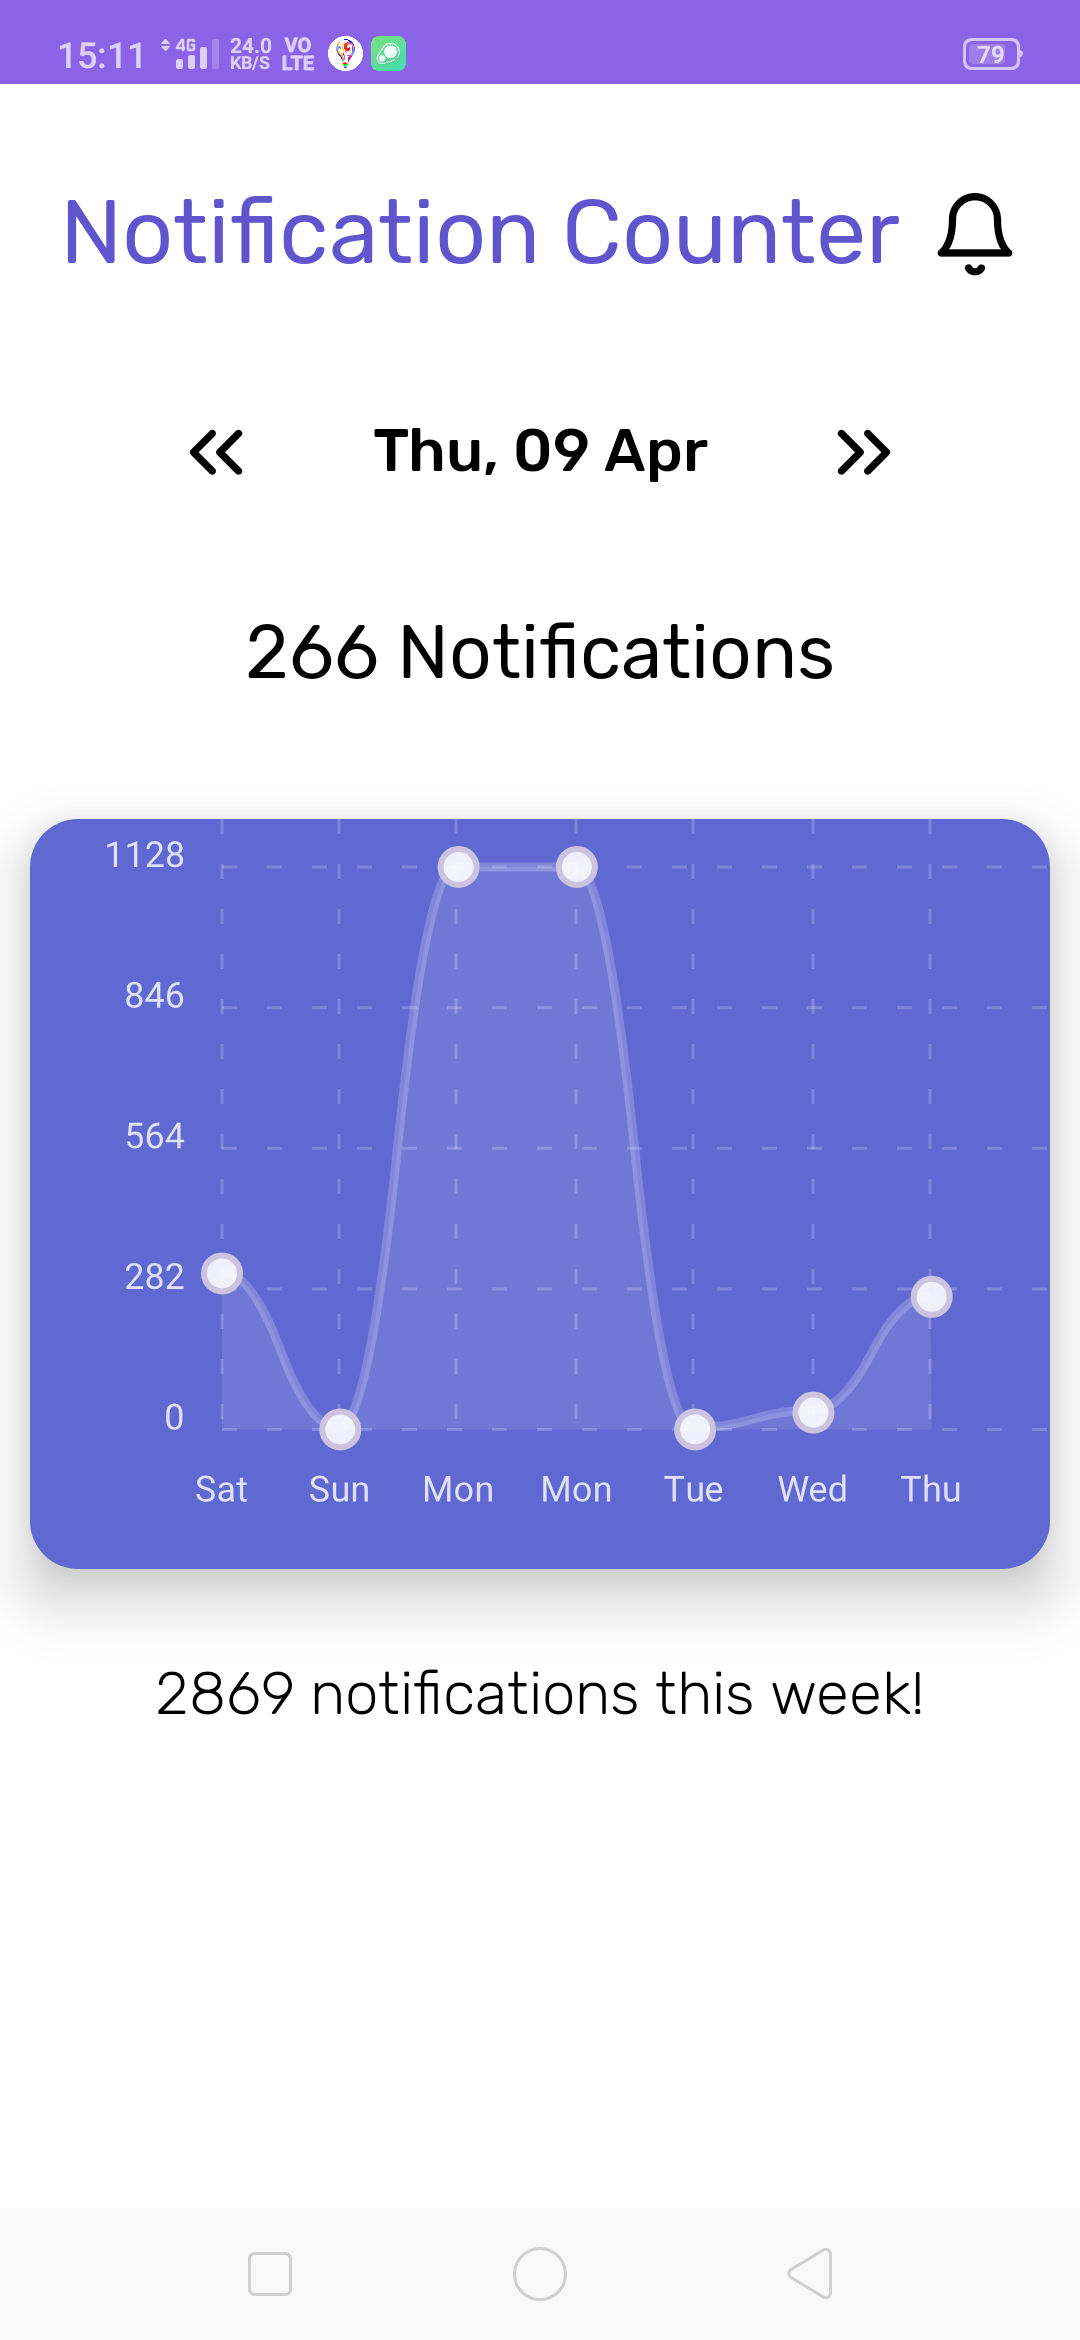 15:11 4G 24.0 KB/S VO LTE 79
Notification Counter
Thu, 09 Apr
266 Notifications
1128
846
564
282
0
Sat Sun Mon Mon Tue Wed Thu
2869 notifications this week!